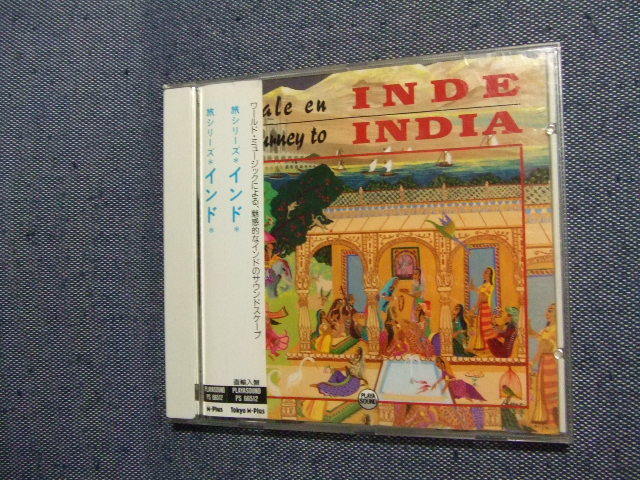 旅シリーズ*インド*
PLAYASOUND
PS 66512
M-Plus
旅シリーズ*インド*
ワールド・ミュージックによる、魅惑的なインドのサウンドスケープ
直輸入盤
PLAYASOUND
PS 66512
Tokyo M-Plus
ale en INDE
rney to INDIA
PLAYA
SOUND